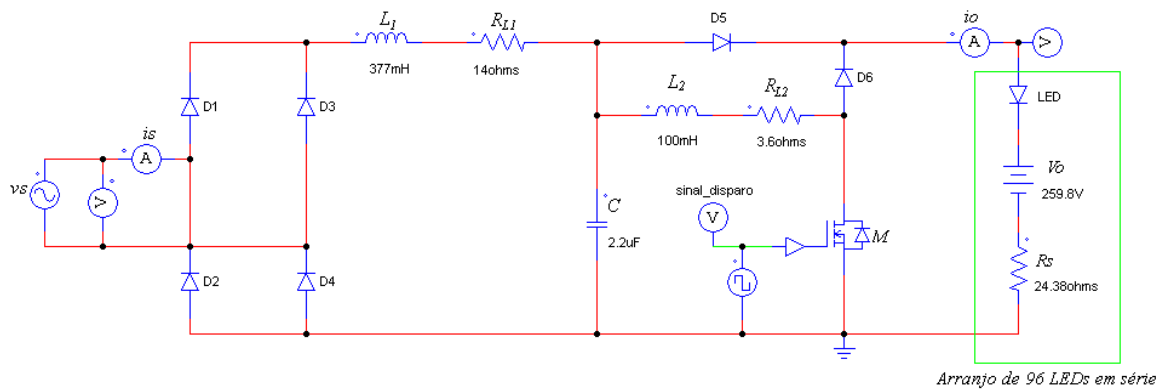 L1
377mH
RL1
14ohms
D5
io
A
V
D1
D3
L2
100mH
RL2
3.6ohms
D6
LED
is
A
vs
V
Vo
259.8V
sinal_disparo
V
C
2.2uF
M
D2
D4
Rs
24.38ohms
Arranjo de 96 LEDs em série